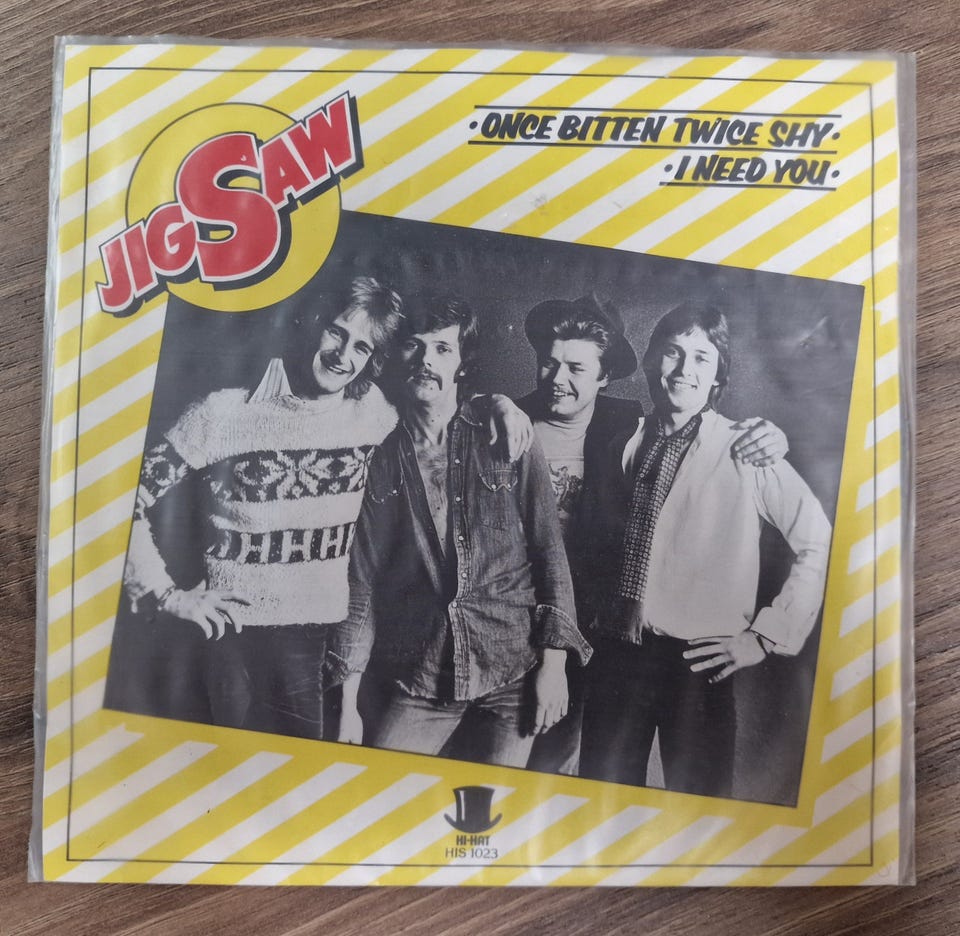 JIGSAW
• ONCE BITTEN TWICE SHY •
• I NEED YOU •
HI-HAT
HIS 1023